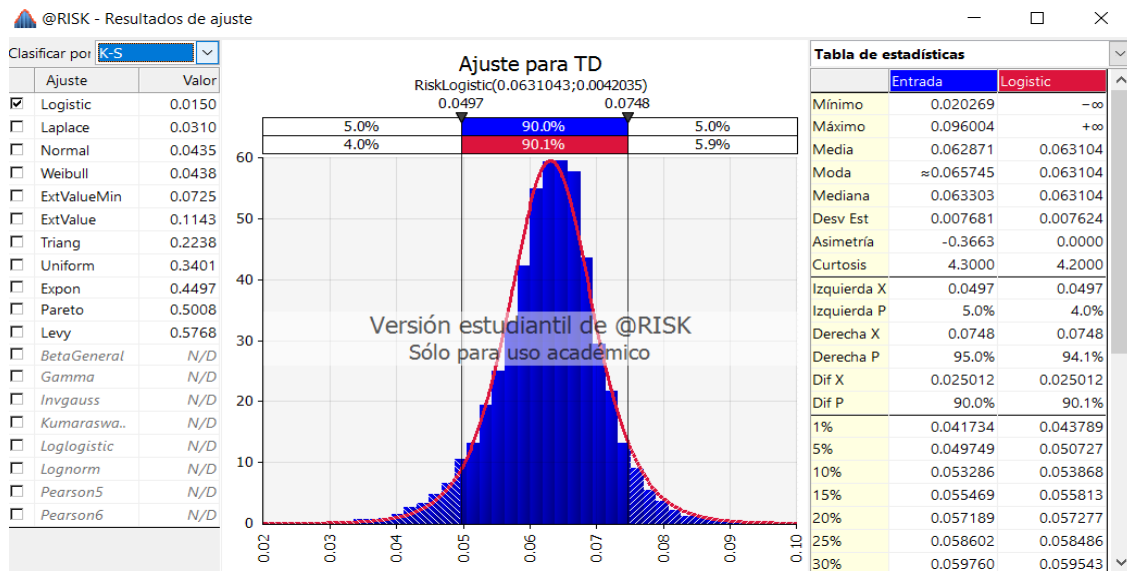 @RISK - Resultados de ajuste
Clasificar por K-S
Ajuste Valor
Logistic 0.0150
Laplace 0.0310
Normal 0.0435
Weibull 0.0438
ExtValueMin 0.0725
ExtValue 0.1143
Triang 0.2238
Uniform 0.3401
Expon 0.4497
Pareto 0.5008
Levy 0.5768
BetaGeneral N/D
Gamma N/D
Invgauss N/D
Kumaraswa..  N/D
Loglogistic N/D
Lognorm N/D
Pearson5 N/D
Pearson6 N/D
Ajuste para TD
RiskLogistic(0.0631043;0.0042035)
0.0497 0.0748
5.0% 90.0% 5.0%
4.0% 90.1% 5.9%
60
50
40
30
20
10
0
Versión estudiantil de @RISK
Sólo para uso académico
0.02 0.03 0.04 0.05 0.06 0.07 0.08 0.09 0.10
Tabla de estadísticas
Entrada Logistic
Mínimo 0.020269 −∞
Máximo 0.096004 +∞
Media 0.062871 0.063104
Moda ≈0.065745 0.063104
Mediana 0.063303 0.063104
Desv Est 0.007681 0.007624
Asimetría -0.3663 0.0000
Curtosis 4.3000 4.2000
Izquierda X 0.0497 0.0497
Izquierda P 5.0% 4.0%
Derecha X 0.0748 0.0748
Derecha P 95.0% 94.1%
Dif X 0.025012 0.025012
Dif P 90.0% 90.1%
1% 0.041734 0.043789
5% 0.049749 0.050727
10% 0.053286 0.053868
15% 0.055469 0.055813
20% 0.057189 0.057277
25% 0.058602 0.058486
30% 0.059760 0.059543